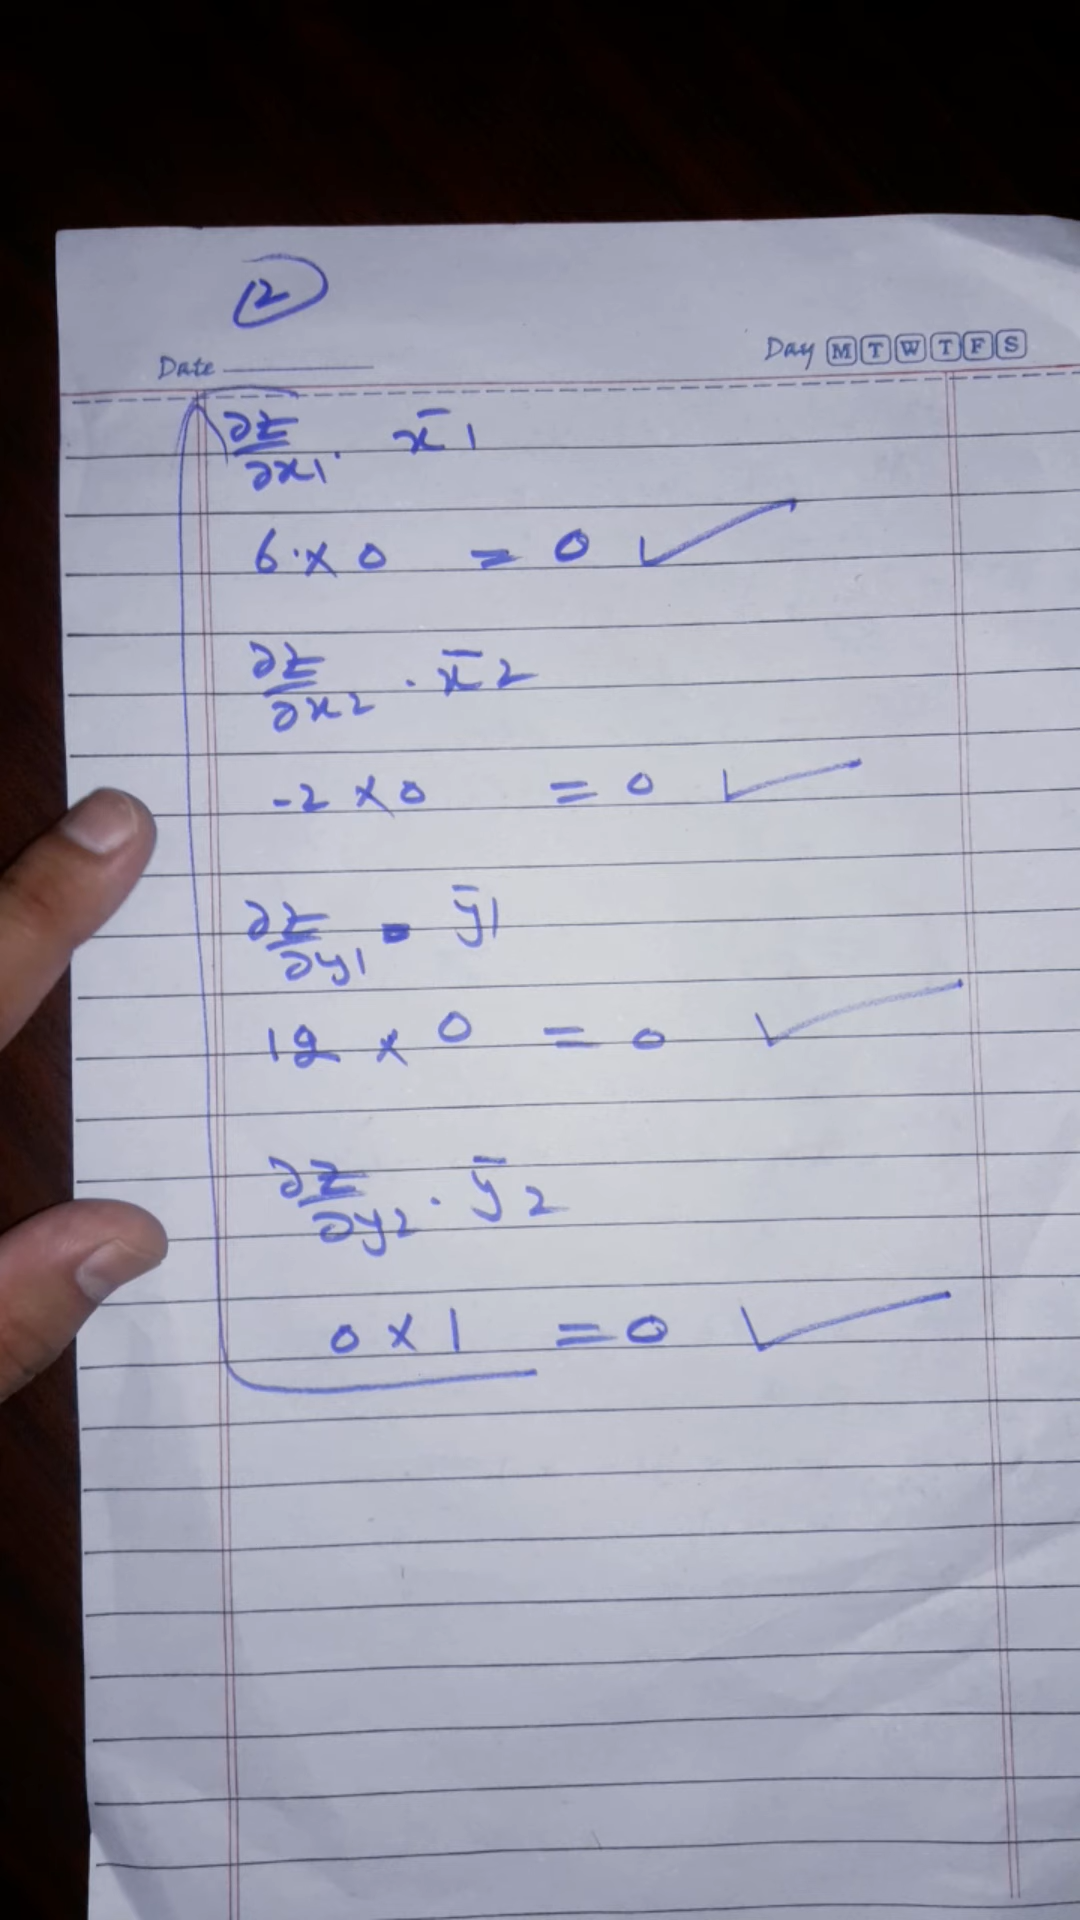 12
Date
Day M T W T F S
∂z/∂x1 . x̄1
6 . × 0 = 0 ✓
∂z/∂x2 . x̄2
-2 × 0 = 0 ✓
∂z/∂y1 . ȳ1
12 × 0 = 0 ✓
∂z/∂y2 . ȳ2
0 × 1 = 0 ✓